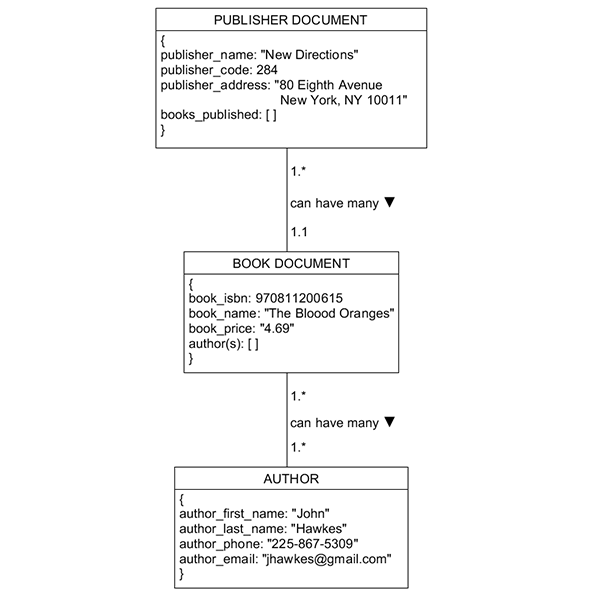 PUBLISHER DOCUMENT
{
publisher_name: "New Directions"
publisher_code: 284
publisher_address: "80 Eighth Avenue
New York, NY 10011"
books_published: [ ]
}
1.*
can have many ▼
1.1
BOOK DOCUMENT
{
book_isbn: 970811200615
book_name: "The Bloood Oranges"
book_price: "4.69"
author(s): [ ]
}
1.*
can have many ▼
1.*
AUTHOR
{
author_first_name: "John"
author_last_name: "Hawkes"
author_phone: "225-867-5309"
author_email: "jhawkes@gmail.com"
}